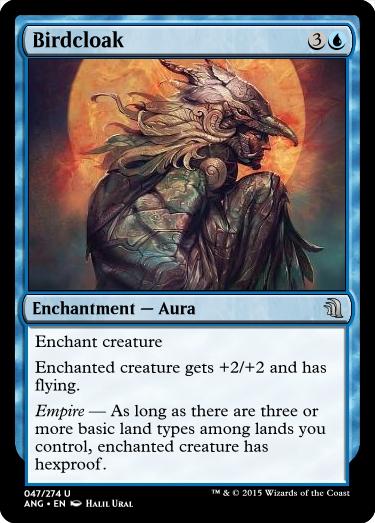 Birdcloak 3
Enchantment — Aura
Enchant creature
Enchanted creature gets +2/+2 and has
flying.
Empire — As long as there are three or
more basic land types among lands you
control, enchanted creature has
hexproof.
047/274 U
ANG • EN Halil Ural
™ & © 2015 Wizards of the Coast